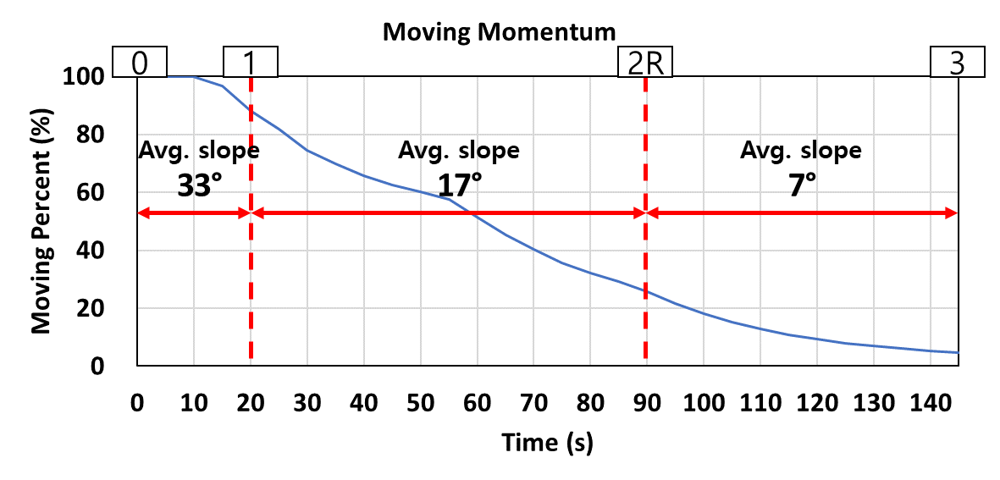 Moving Momentum
0 1 2R 3
100
80
60
40
20
0
Moving Percent (%)
Avg. slope
33°
Avg. slope
17°
Avg. slope
7°
0 10 20 30 40 50 60 70 80 90 100 110 120 130 140
Time (s)